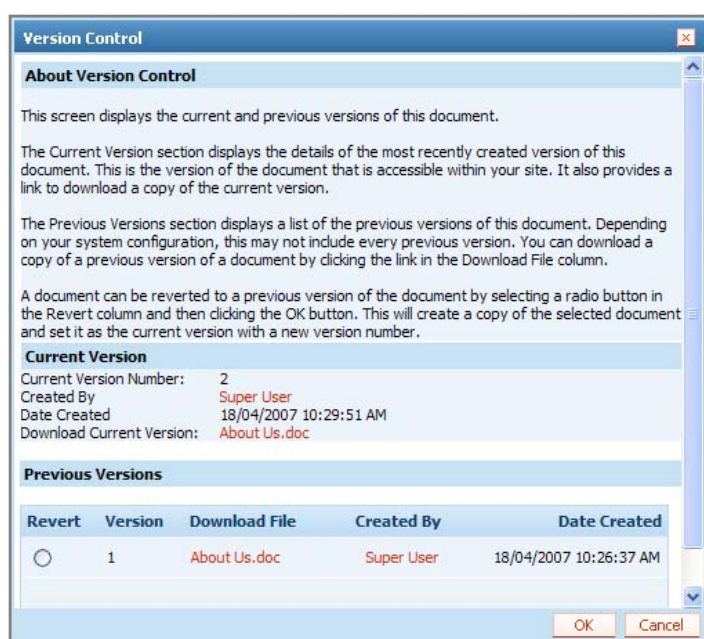 Version Control
About Version Control
This screen displays the current and previous versions of this document.
The Current Version section displays the details of the most recently created version of this
document. This is the version of the document that is accessible within your site. It also provides a
link to download a copy of the current version.
The Previous Versions section displays a list of the previous versions of this document. Depending
on your system configuration, this may not include every previous version. You can download a
copy of a previous version of a document by clicking the link in the Download File column.
A document can be reverted to a previous version of the document by selecting a radio button in
the Revert column and then clicking the OK button. This will create a copy of the selected document
and set it as the current version with a new version number.
Current Version
Current Version Number: 2
Created By Super User
Date Created 18/04/2007 10:29:51 AM
Download Current Version: About Us.doc
Previous Versions
Revert Version Download File Created By Date Created
1 About Us.doc Super User 18/04/2007 10:26:37 AM
OK Cancel